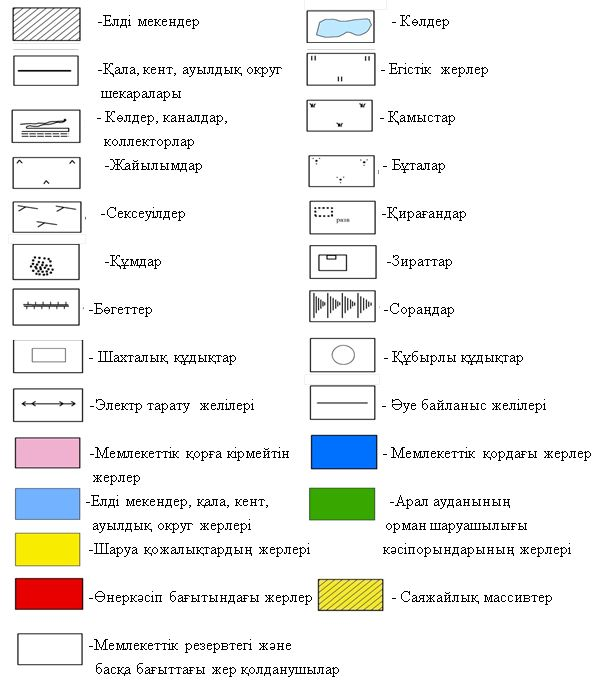 -Елді мекендер
-Қала, кент, ауылдық округ
шекаралары
- Көлдер, каналдар,
коллекторлар
-Жайылымдар
-Сексеуілдер
-Құмдар
-Бөгеттер
- Шахталық құдықтар
-Электр тарату желілері
-Мемлекеттік қорға кірмейтін
жерлер
-Елді мекендер, қала, кент,
ауылдық округ жерлері
-Шаруа қожалықтардың жерлері
-Өнеркәсіп бағытындағы жерлер
-Мемлекеттік резервтегі және
басқа бағыттағы жер қолданушылар
- Көлдер
- Егістік жерлер
- Қамыстар
- Бұталар
разв
-Қирағандар
-Зираттар
-Сораңдар
- Құбырлы құдықтар
- Әуе байланыс желілері
- Мемлекеттік қордағы жерлер
-Арал ауданының
орман шаруашылығы
кәсіпорындарының жерлері
- Саяжайлық массивтер